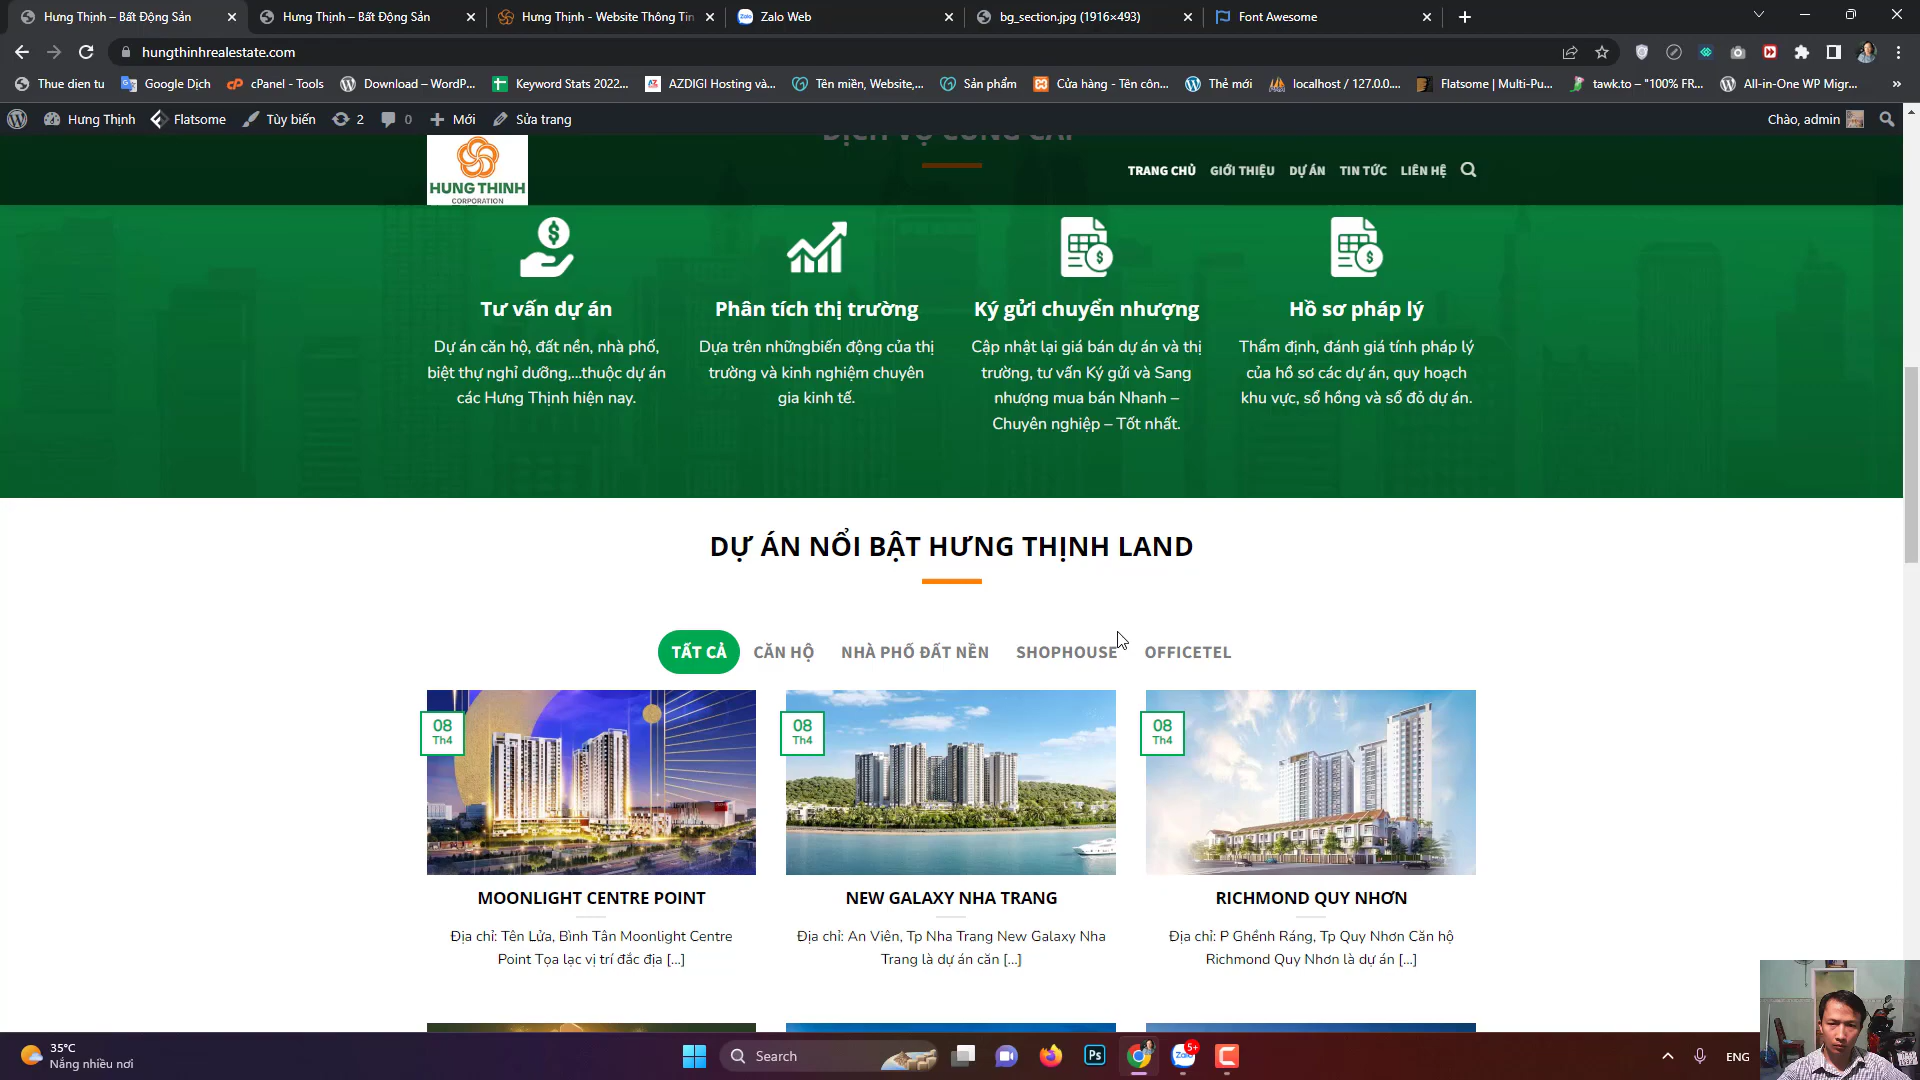 Hưng Thịnh – Bất Động Sản
Hưng Thịnh – Bất Động Sản
Hưng Thịnh - Website Thông Tin
Zalo Web
bg_section.jpg (1916×493)
Font Awesome
hungthinhrealestate.com
Thue dien tu
Google Dịch
cPanel - Tools
Download – WordP...
Keyword Stats 2022...
AZDIGI Hosting và...
Tên miền, Website,...
Sản phẩm
Cửa hàng - Tên côn...
Thẻ mới
localhost / 127.0.0....
Flatsome | Multi-Pu...
tawk.to – "100% FR...
All-in-One WP Migr...
»
Hưng Thịnh
Flatsome
Tùy biến
2
0
Mới
Sửa trang
Chào, admin
DỊCH VỤ CUNG CẤP
HUNG THINH
CORPORATION
TRANG CHỦ
GIỚI THIỆU
DỰ ÁN
TIN TỨC
LIÊN HỆ
Tư vấn dự án
Dự án căn hộ, đất nền, nhà phố,
biệt thự nghỉ dưỡng,...thuộc dự án
các Hưng Thịnh hiện nay.
Phân tích thị trường
Dựa trên nhữngbiến động của thị
trường và kinh nghiệm chuyên
gia kinh tế.
Ký gửi chuyển nhượng
Cập nhật lại giá bán dự án và thị
trường, tư vấn Ký gửi và Sang
nhượng mua bán Nhanh –
Chuyên nghiệp – Tốt nhất.
Hồ sơ pháp lý
Thẩm định, đánh giá tính pháp lý
của hồ sơ các dự án, quy hoạch
khu vực, sổ hồng và sổ đỏ dự án.
DỰ ÁN NỔI BẬT HƯNG THỊNH LAND
TẤT CẢ
CĂN HỘ
NHÀ PHỐ ĐẤT NỀN
SHOPHOUSE
OFFICETEL
08
Th4
08
Th4
08
Th4
MOONLIGHT CENTRE POINT
Địa chỉ: Tên Lửa, Bình Tân Moonlight Centre
Point Tọa lạc vị trí đắc địa [...]
NEW GALAXY NHA TRANG
Địa chỉ: An Viên, Tp Nha Trang New Galaxy Nha
Trang là dự án căn [...]
RICHMOND QUY NHƠN
Địa chỉ: P Ghềnh Ráng, Tp Quy Nhơn Căn hộ
Richmond Quy Nhơn là dự án [...]
35°C
Nắng nhiều nơi
Search
Ps
Zalo
5+
ENG